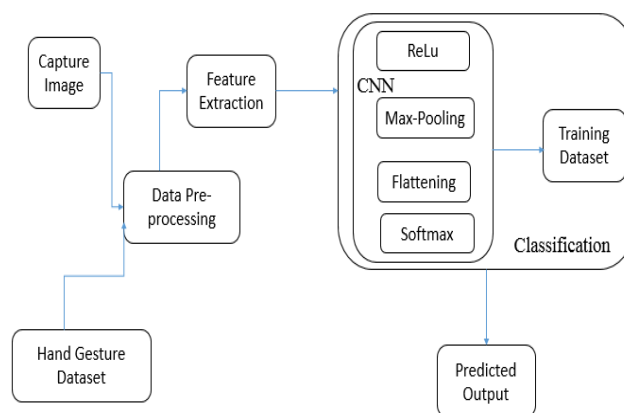 Capture
Image
Feature
Extraction
ReLu
CNN
Max-Pooling
Training
Dataset
Data Pre-
processing
Flattening
Softmax
Classification
Hand Gesture
Dataset
Predicted
Output